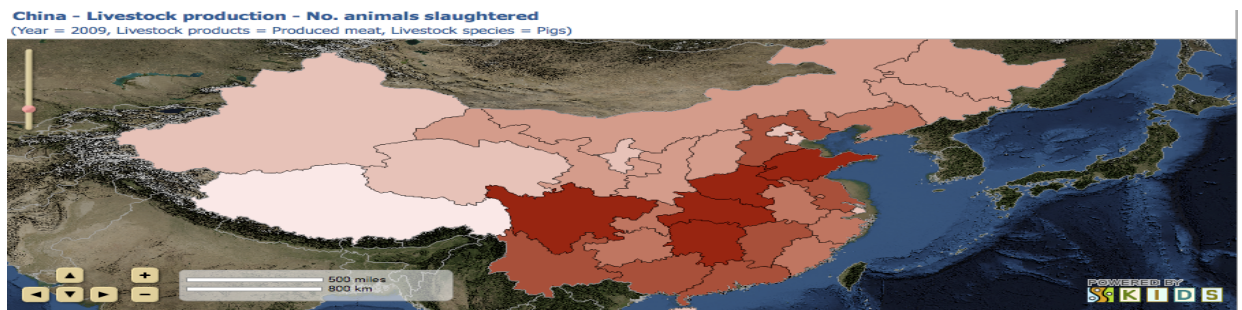 China - Livestock production - No. animals slaughtered
(Year = 2009, Livestock products = Produced meat, Livestock species = Pigs)
500 miles
800 km
POWERED BY
KIDS